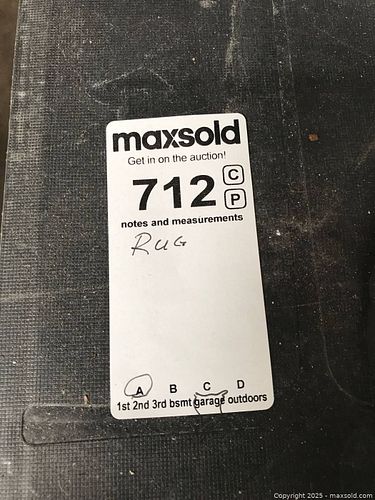 maxsold
Get in on the auction!
712 C
P
notes and measurements
RUG
A B C D
1st 2nd 3rd bsmt garage outdoors
Copyright 2025 - maxsold.com